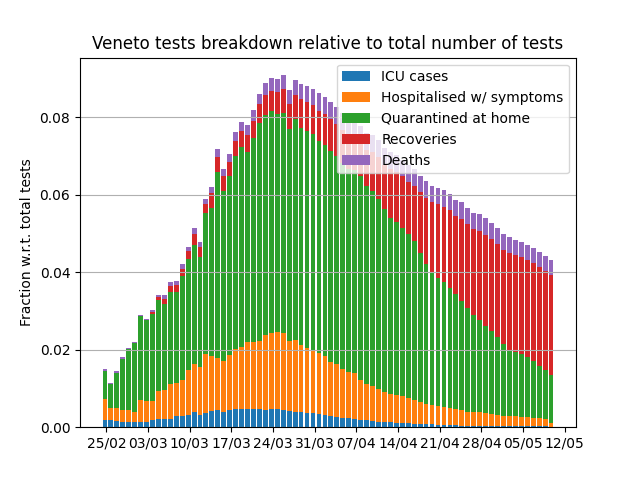 Veneto tests breakdown relative to total number of tests
Fraction w.r.t. total tests
0.08
0.06
0.04
0.02
0.00
ICU cases
Hospitalised w/ symptoms
Quarantined at home
Recoveries
Deaths
25/02 03/03 10/03 17/03 24/03 31/03 07/04 14/04 21/04 28/04 05/05 12/05